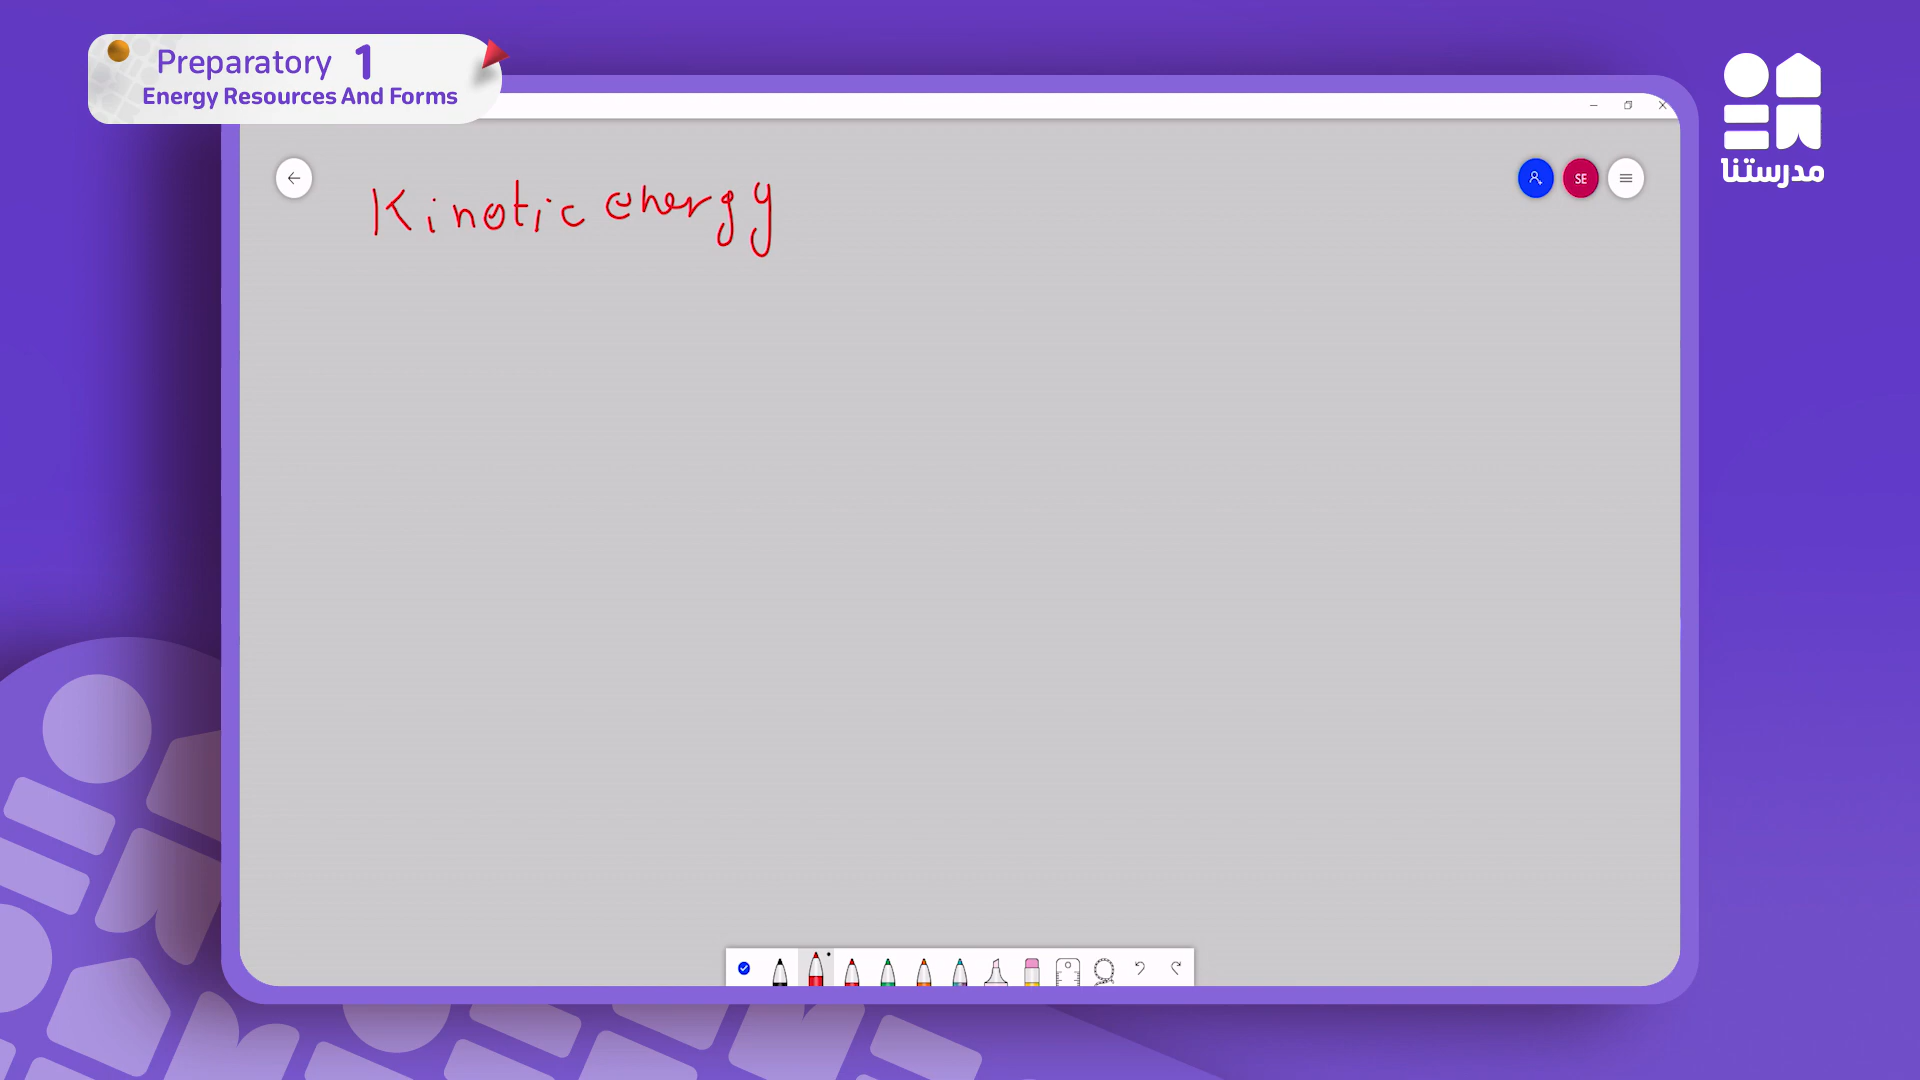 Preparatory 1
Energy Resources And Forms
مدرستنا
SE
Kinetic energy